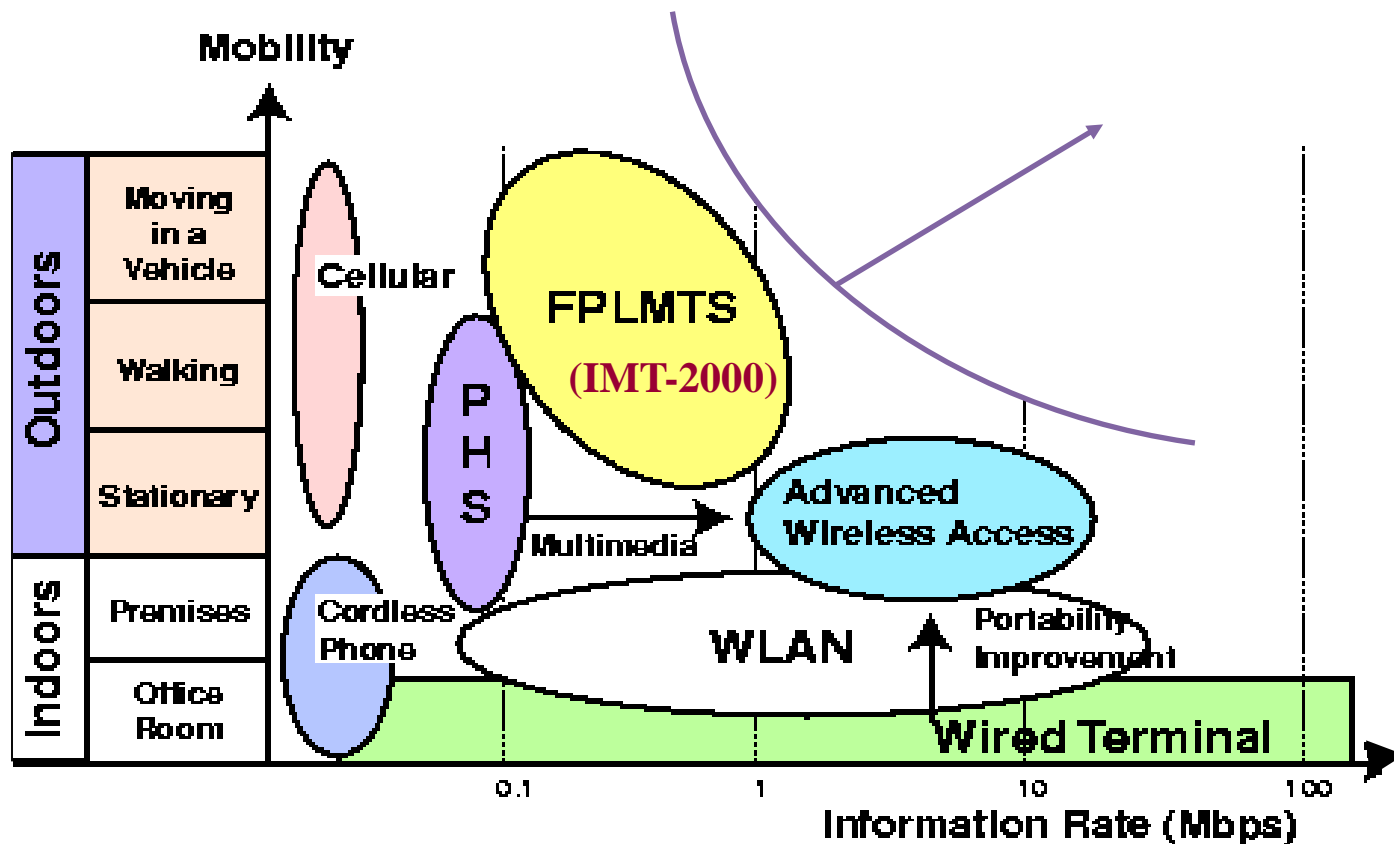 Mobility
Outdoors
Moving
in a
Vehicle
Walking
Stationary
Indoors
Premises
Office
Room
Cellular
FPLMTS
(IMT-2000)
P
H
S
Multimedia
Advanced
Wireless Access
Cordless
Phone
WLAN
Portability
Improvement
Wired Terminal
0.1
1
10
100
Information Rate (Mbps)